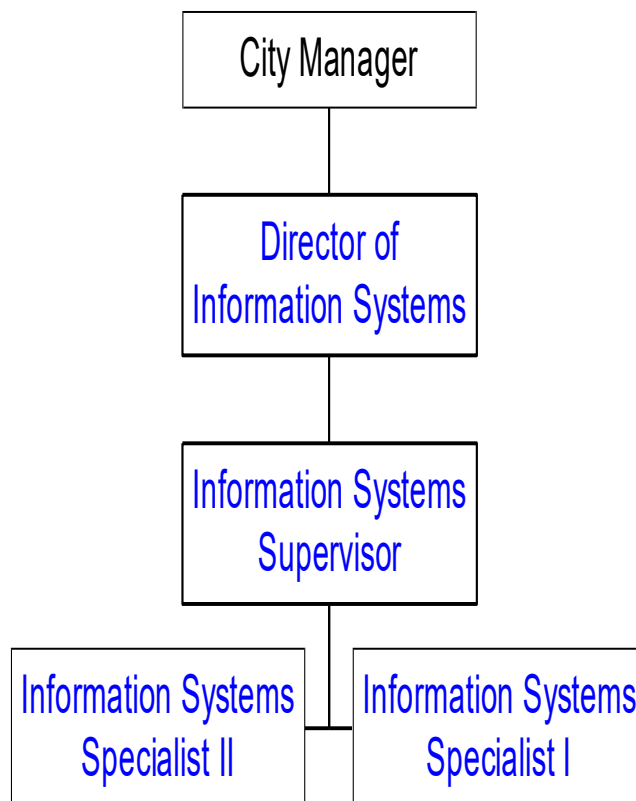 City Manager
Director of
Information Systems
Information Systems
Supervisor
Information Systems
Specialist II
Information Systems
Specialist I